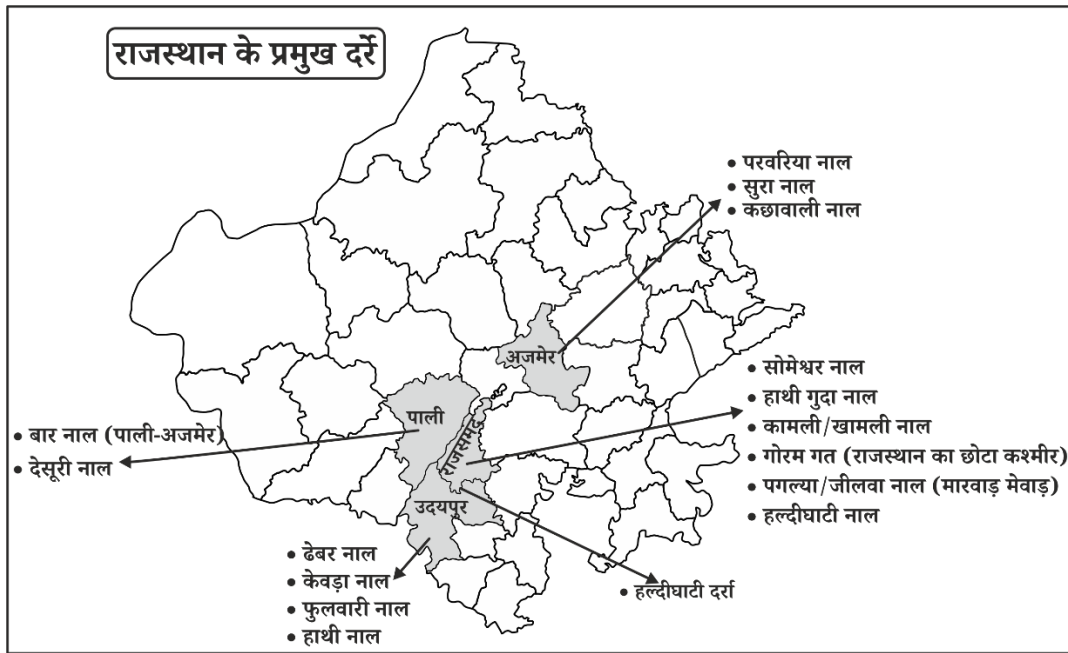 राजस्थान के प्रमुख दर्रे
• परवरिया नाल
• सुरा नाल
• कछावाली नाल
अजमेर
• सोमेश्वर नाल
• हाथी गुदा नाल
• कामली/खामली नाल
• गोरम गत (राजस्थान का छोटा कश्मीर)
• पगल्या/जीलवा नाल (मारवाड़ मेवाड़)
• हल्दीघाटी नाल
पाली
राजसमंद
• बार नाल (पाली-अजमेर)
• देसूरी नाल
उदयपुर
• ढेबर नाल
• केवड़ा नाल
• फुलवारी नाल
• हाथी नाल
• हल्दीघाटी दर्रा